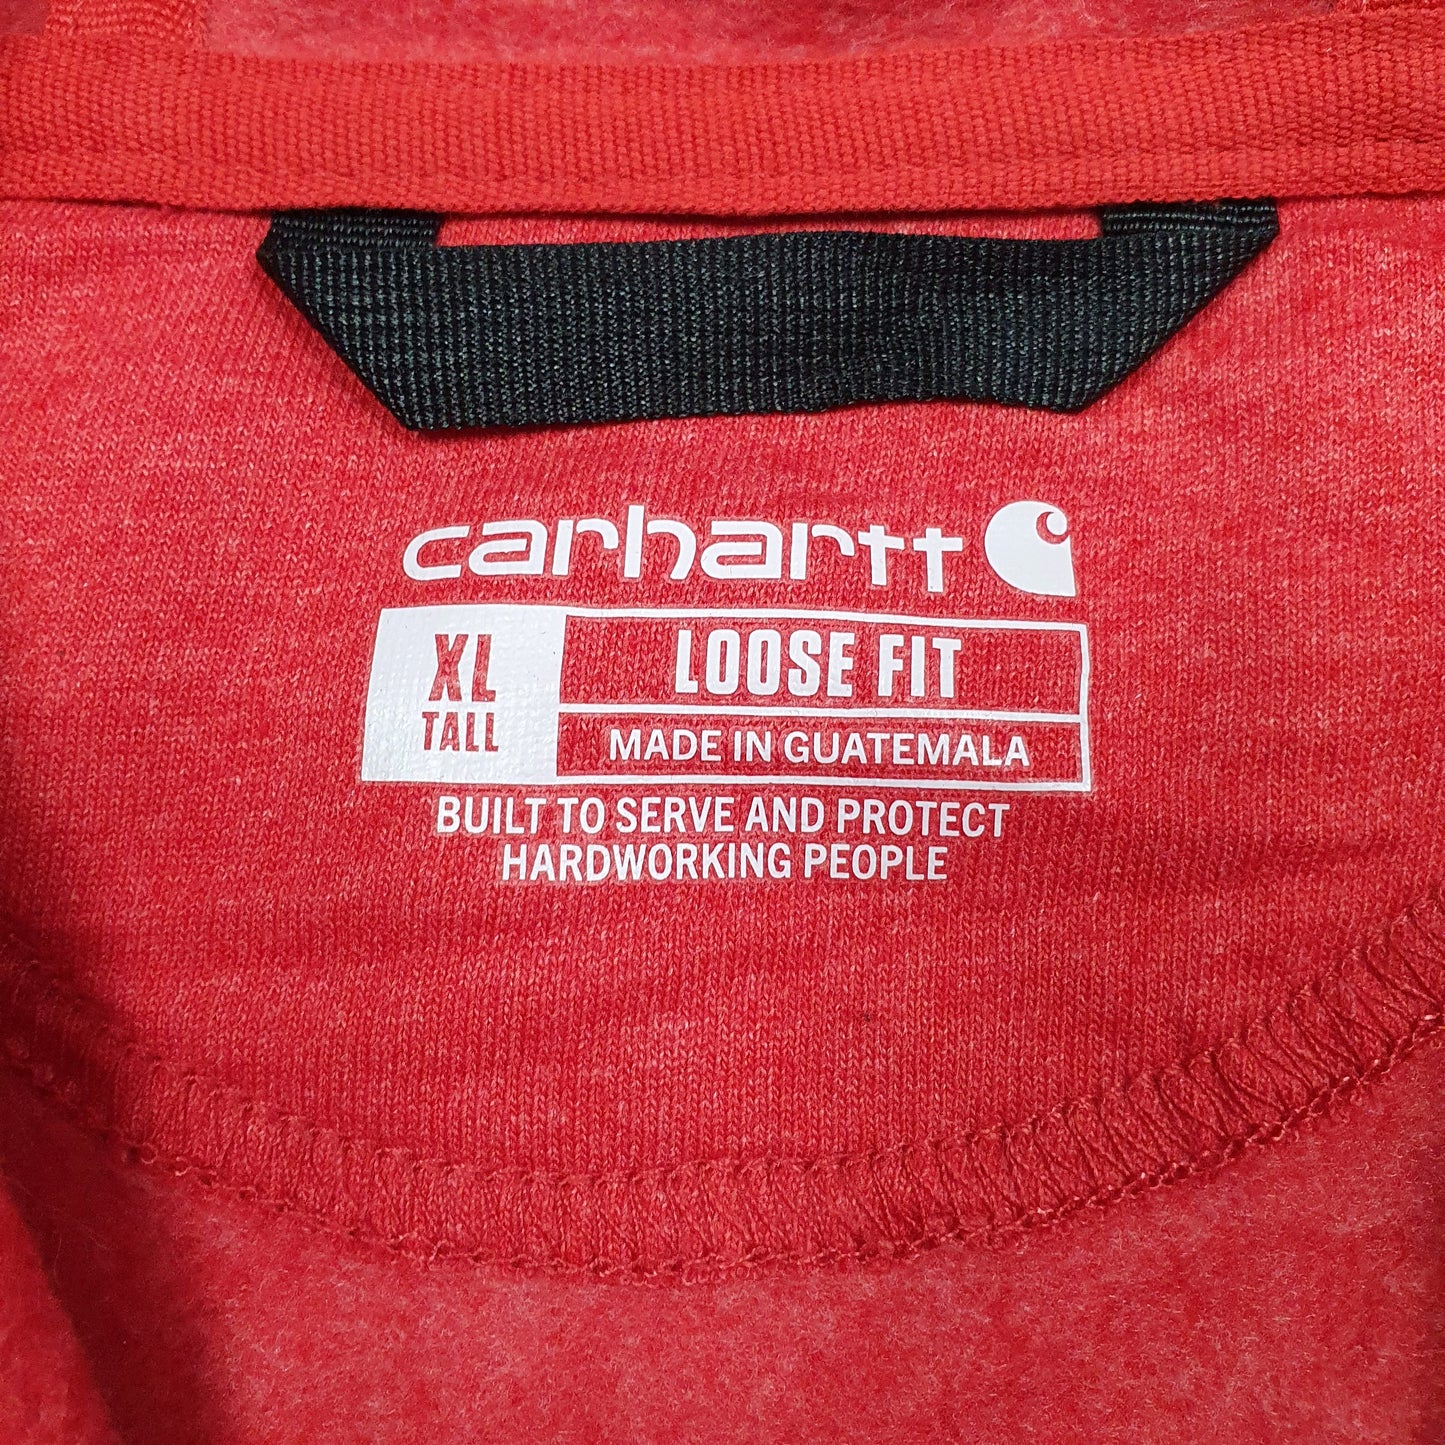 carhartt
XL
TALL
LOOSE FIT
MADE IN GUATEMALA
BUILT TO SERVE AND PROTECT
HARDWORKING PEOPLE